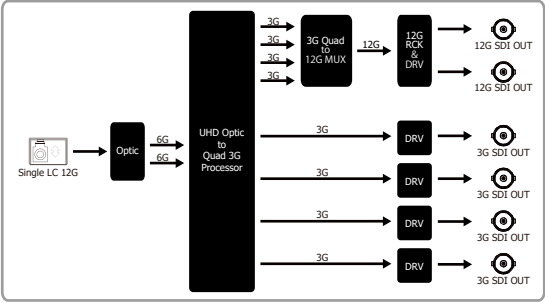 Single LC 12G
Optic
6G
6G
UHD Optic
to
Quad 3G
Processor
3G
3G
3G
3G
3G Quad
to
12G MUX
12G
12G
RCK
&
DRV
12G SDI OUT
12G SDI OUT
3G
DRV
3G SDI OUT
3G
DRV
3G SDI OUT
3G
DRV
3G SDI OUT
3G
DRV
3G SDI OUT